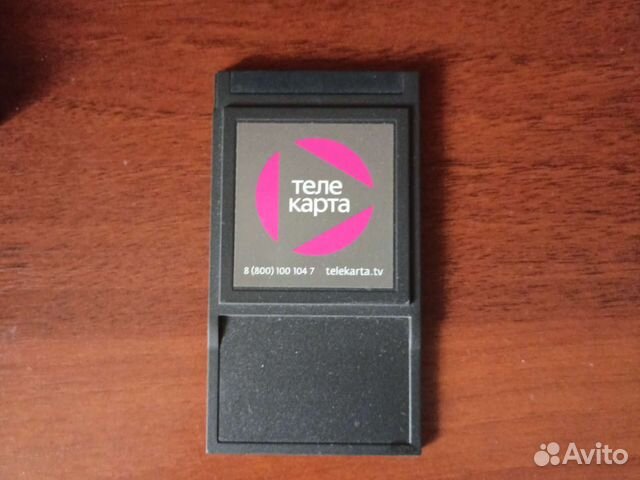 теле
карта
8 (800) 100 104 7 telekarta.tv
Avito